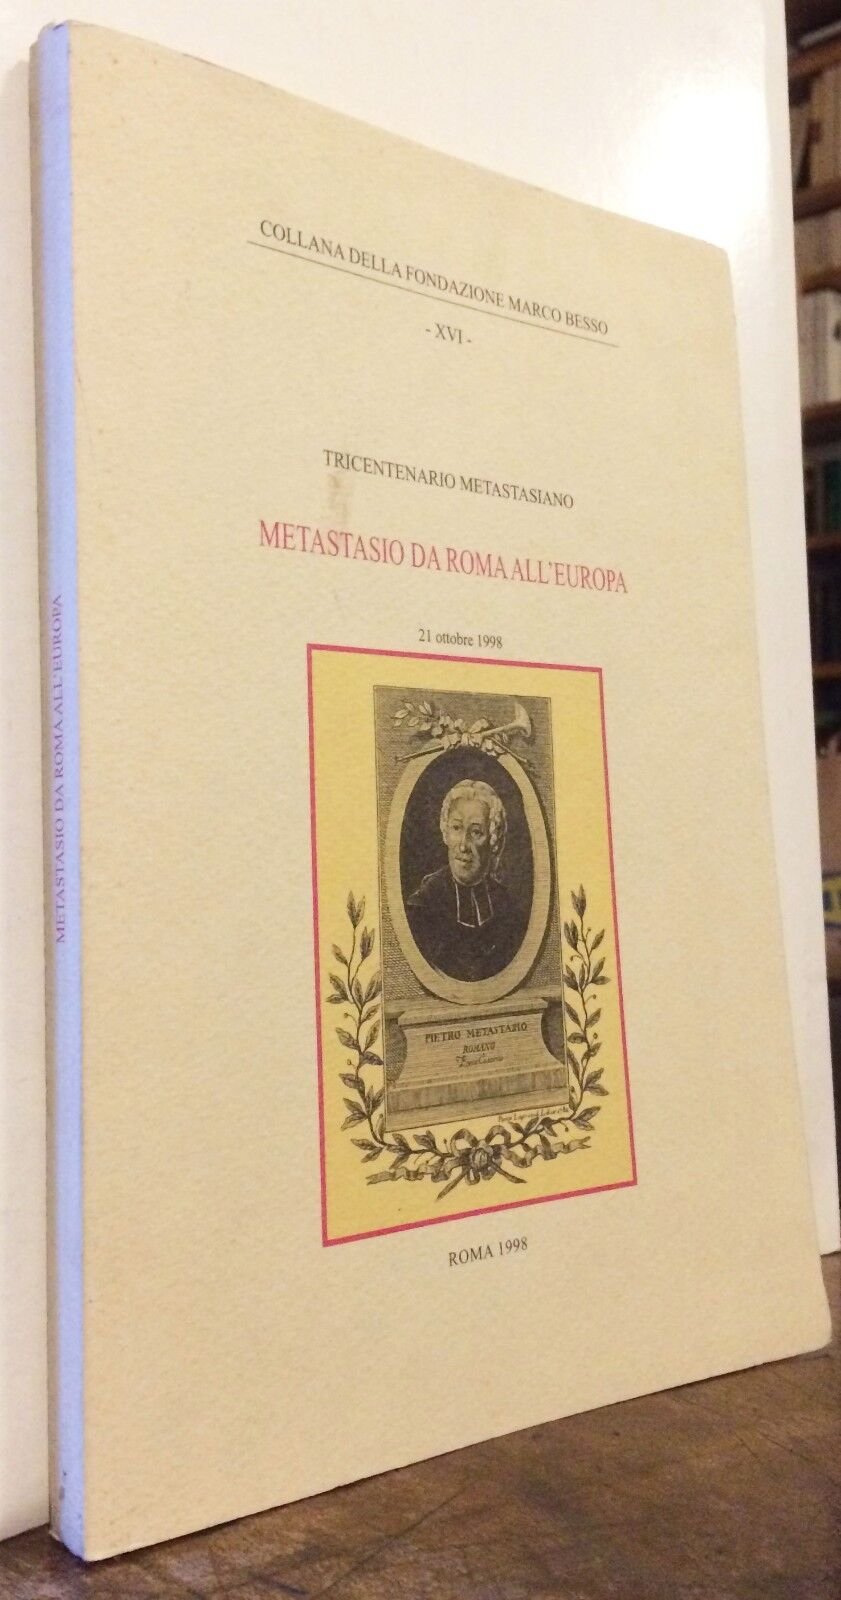 COLLANA DELLA FONDAZIONE MARCO BESSO
- XVI -
TRICENTENARIO METASTASIANO
METASTASIO DA ROMA ALL'EUROPA
21 ottobre 1998
PIETRO METASTASIO
ROMANO
ROMA 1998
METASTASIO DA ROMA ALL'EUROPA